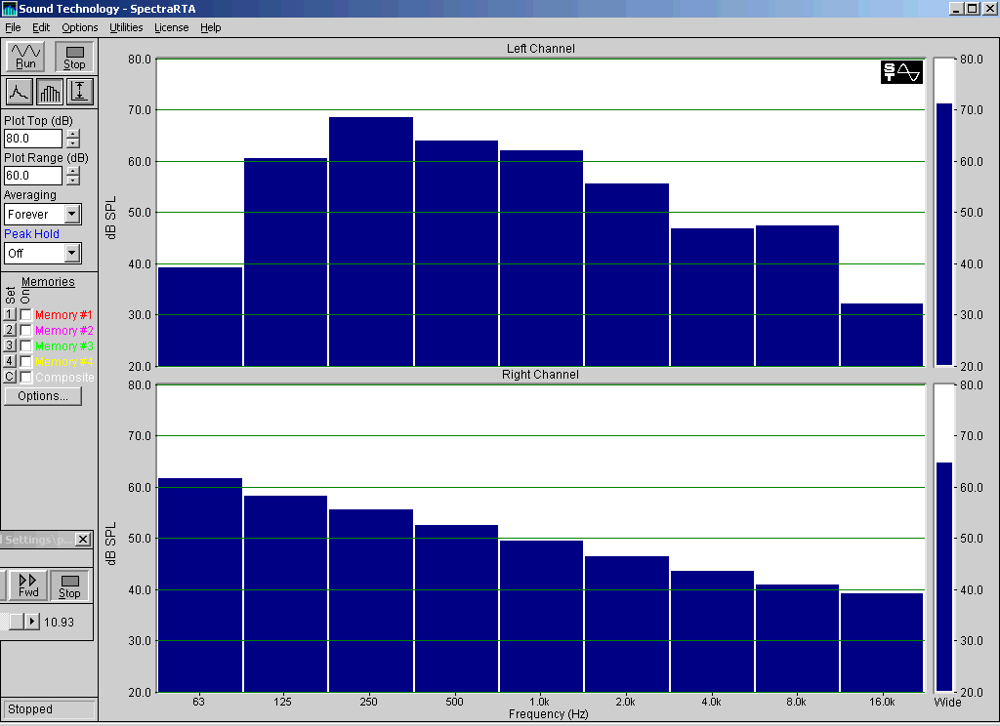 Sound Technology - SpectraRTA
File Edit Options Utilities License Help
Run Stop
Plot Top (dB)
80.0
Plot Range (dB)
60.0
Averaging
Forever
Peak Hold
Off
Memories
Set On
1 Memory #1
2 Memory #2
3 Memory #3
4 Memory #4
C Composite
Options...
Settings\p...
Fwd Stop
10.93
Stopped
Left Channel
ST
dB SPL
80.0 80.0
70.0 70.0
60.0 60.0
50.0 50.0
40.0 40.0
30.0 30.0
20.0 20.0
Right Channel
dB SPL
80.0 80.0
70.0 70.0
60.0 60.0
50.0 50.0
40.0 40.0
30.0 30.0
20.0 20.0
63 125 250 500 1.0k 2.0k 4.0k 8.0k 16.0k Wide
Frequency (Hz)